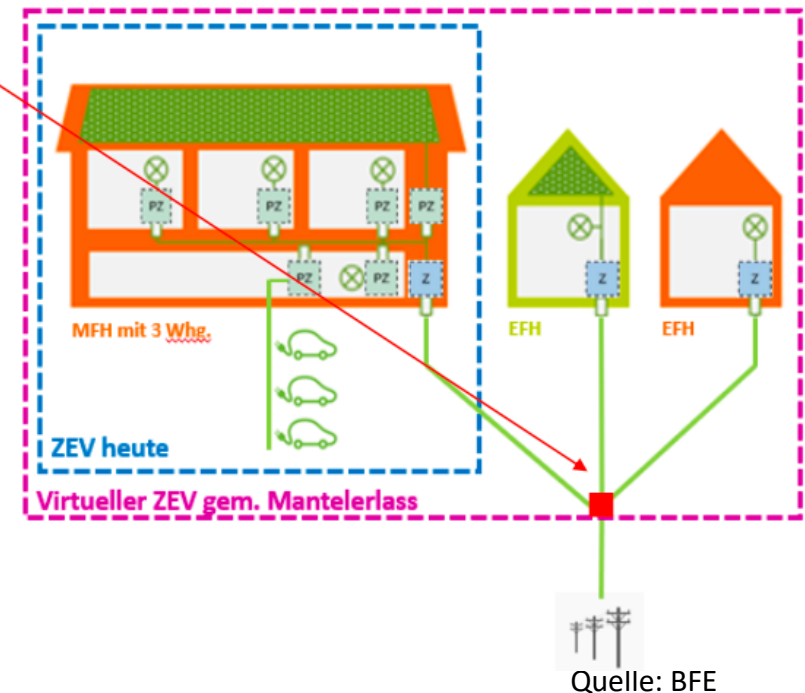 PZ
PZ
PZ
PZ
PZ
PZ
Z
Z
Z
MFH mit 3 Whg.
EFH
EFH
ZEV heute
Virtueller ZEV gem. Mantelerlass
Quelle: BFE